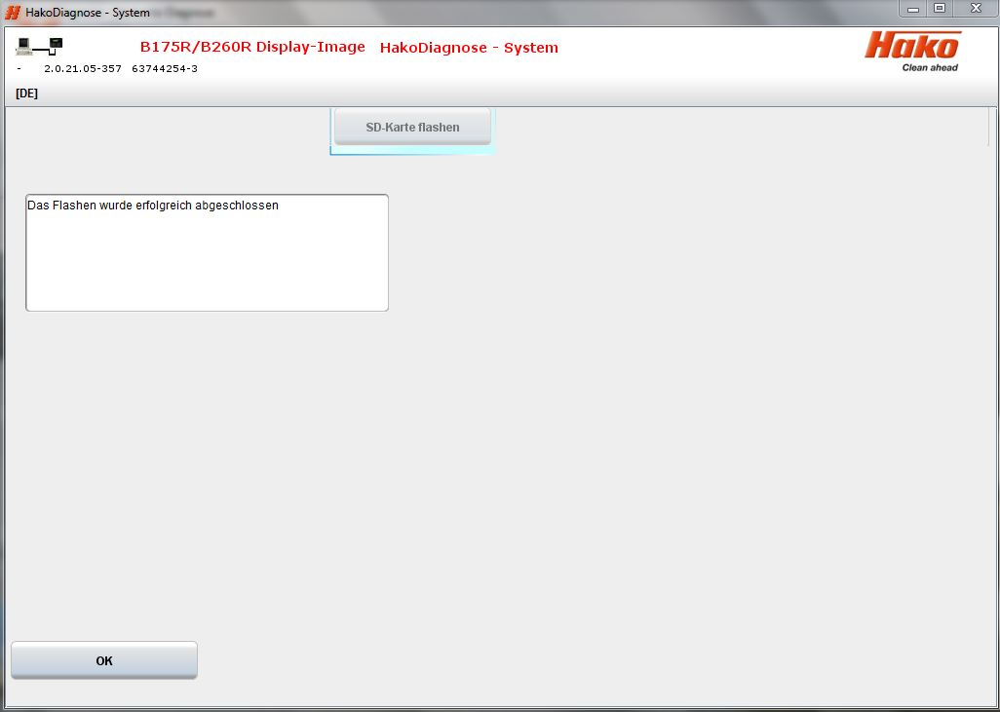 HakoDiagnose - System
B175R/B260R Display-Image HakoDiagnose - System
Hako
Clean ahead
- 2.0.21.05-357 63744254-3
[DE]
SD-Karte flashen
Das Flashen wurde erfolgreich abgeschlossen
OK